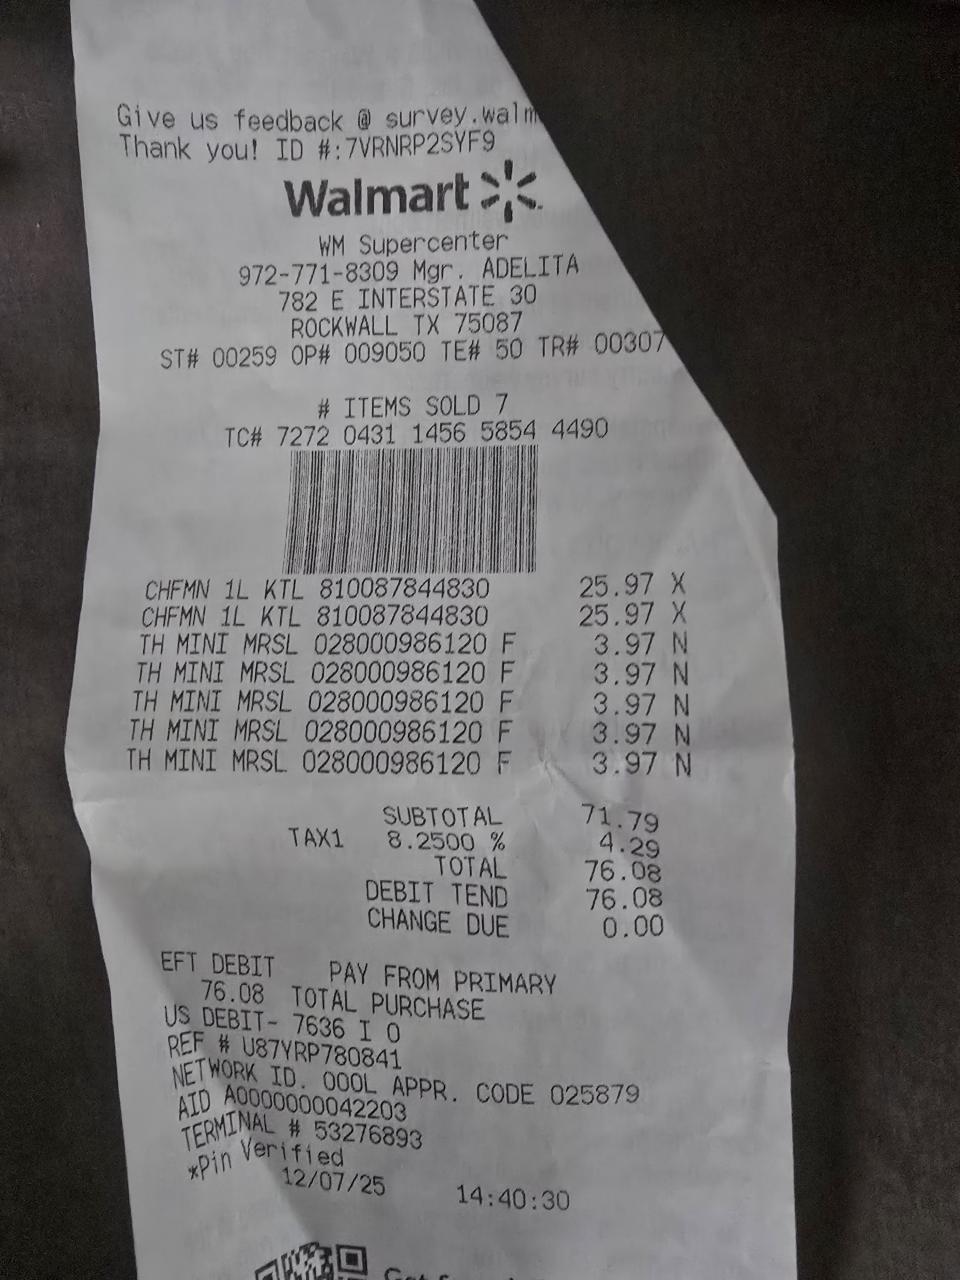 Give us feedback @ survey.walm
Thank you! ID #:7VRNRP2SYF9
Walmart
WM Supercenter
972-771-8309 Mgr. ADELITA
782 E INTERSTATE 30
ROCKWALL TX 75087
ST# 00259 OP# 009050 TE# 50 TR# 00307
# ITEMS SOLD 7
TC# 7272 0431 1456 5854 4490
CHFMN 1L KTL 810087844830 25.97 X
CHFMN 1L KTL 810087844830 25.97 X
TH MINI MRSL 028000986120 F 3.97 N
TH MINI MRSL 028000986120 F 3.97 N
TH MINI MRSL 028000986120 F 3.97 N
TH MINI MRSL 028000986120 F 3.97 N
TH MINI MRSL 028000986120 F 3.97 N
SUBTOTAL 71.79
TAX1 8.2500 % 4.29
TOTAL 76.08
DEBIT TEND 76.08
CHANGE DUE 0.00
EFT DEBIT PAY FROM PRIMARY
76.08 TOTAL PURCHASE
US DEBIT- 7636 I 0
REF # U87YRP780841
NETWORK ID. 000L APPR. CODE 025879
AID A0000000042203
TERMINAL # 53276893
*Pin Verified
12/07/25 14:40:30